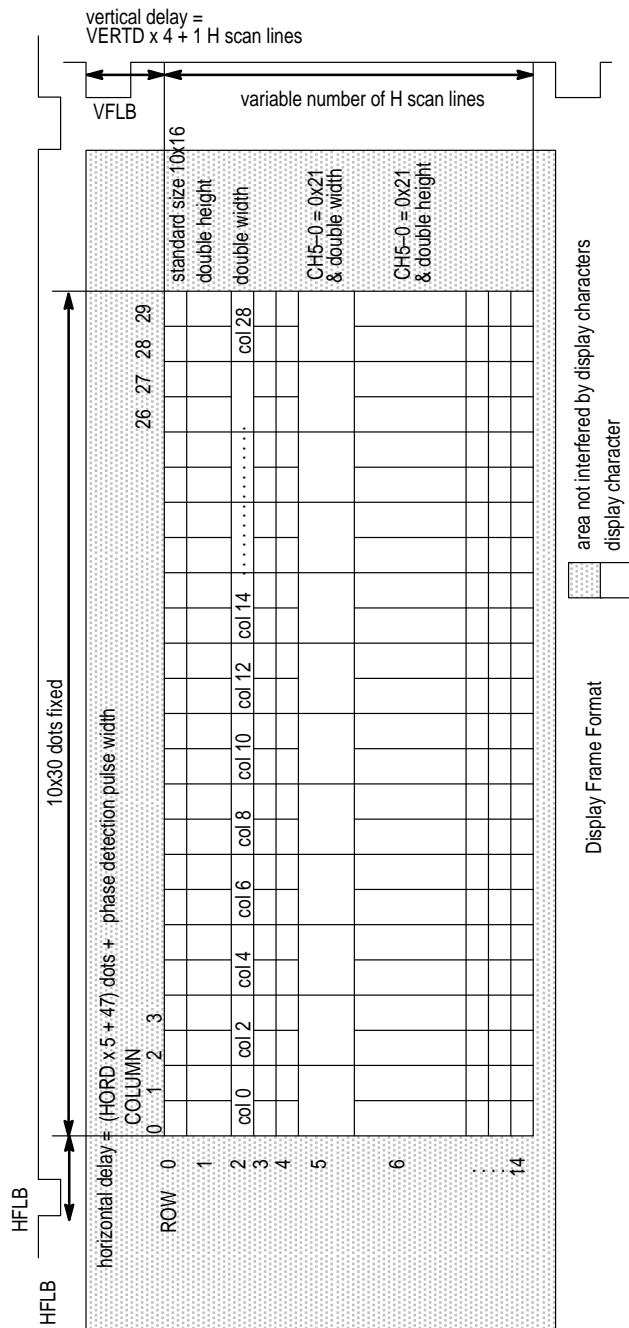 vertical delay =
VERTD x 4 + 1 H scan lines
VFLB
variable number of H scan lines
standard size 10x16
double height
double width
CH5–0 = 0x21
& double width
CH5–0 = 0x21
& double height
10x30 dots fixed
horizontal delay = (HORD x 5 + 47) dots + phase detection pulse width
COLUMN
0 1 2 3 26 27 28 29
ROW
0
1
2 col 0 col 2 col 4 col 6 col 8 col 10 col 12 col 14 .................. col 28
3
4
5
6
......
14
HFLB
HFLB
area not interfered by display characters
display character
Display Frame Format